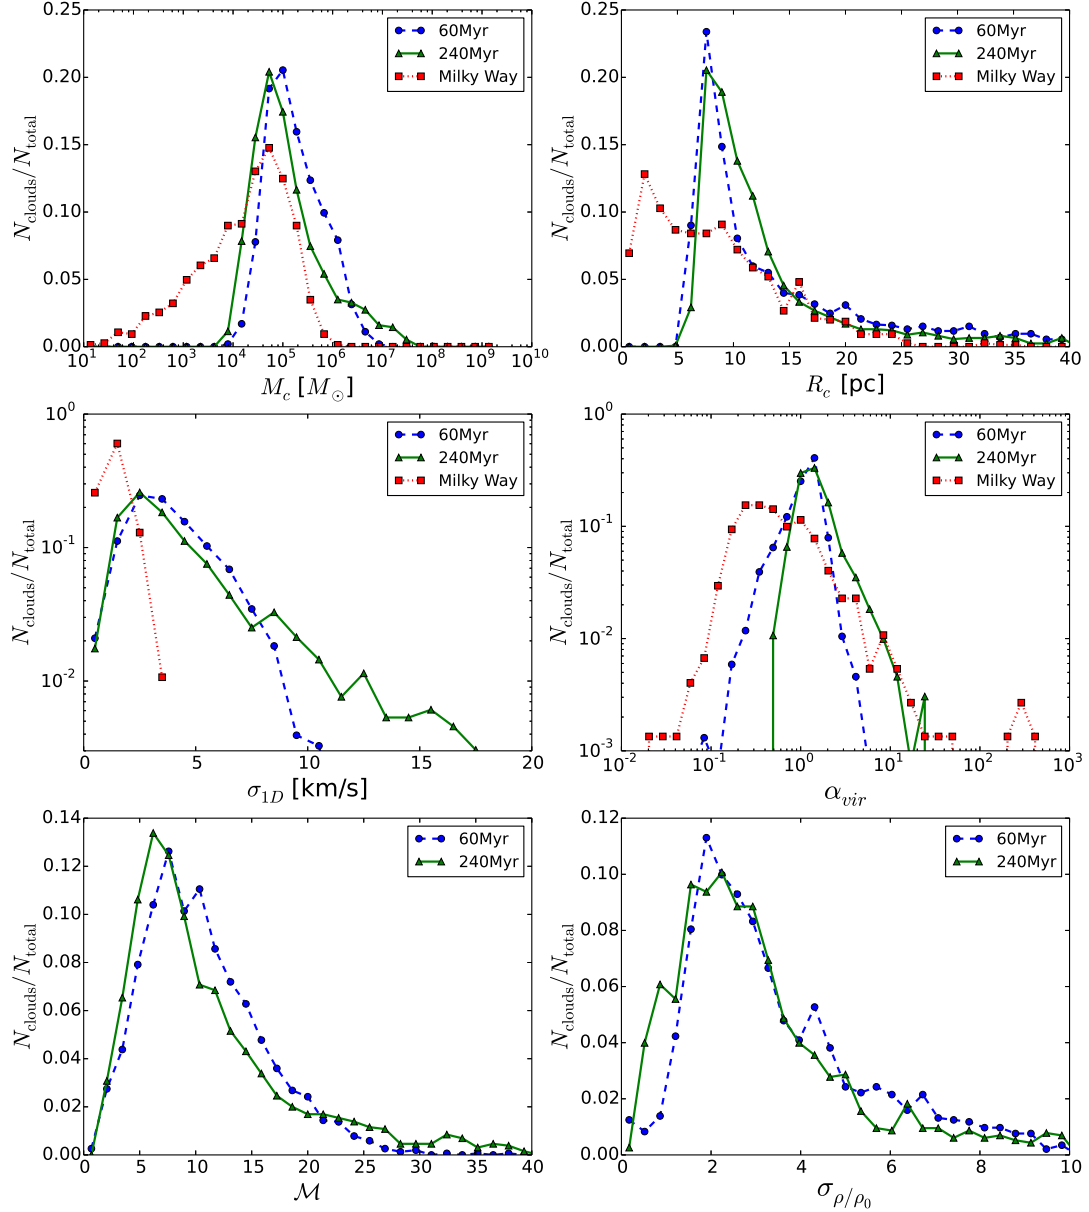 0.25
0.20
0.15
0.10
0.05
0.00
N_clouds/N_total
60Myr
240Myr
Milky Way
10^1 10^2 10^3 10^4 10^5 10^6 10^7 10^8 10^9 10^10
M_c [M_⊙]
0.25
0.20
0.15
0.10
0.05
0.00
N_clouds/N_total
60Myr
240Myr
Milky Way
0 5 10 15 20 25 30 35 40
R_c [pc]
10^0
10^-1
10^-2
N_clouds/N_total
60Myr
240Myr
Milky Way
0 5 10 15 20
σ_1D [km/s]
10^0
10^-1
10^-2
10^-3
N_clouds/N_total
60Myr
240Myr
Milky Way
10^-2 10^-1 10^0 10^1 10^2 10^3
α_vir
0.14
0.12
0.10
0.08
0.06
0.04
0.02
0.00
N_clouds/N_total
60Myr
240Myr
0 5 10 15 20 25 30 35 40
ℳ
0.12
0.10
0.08
0.06
0.04
0.02
0.00
N_clouds/N_total
60Myr
240Myr
0 2 4 6 8 10
σ_ρ/ρ_0